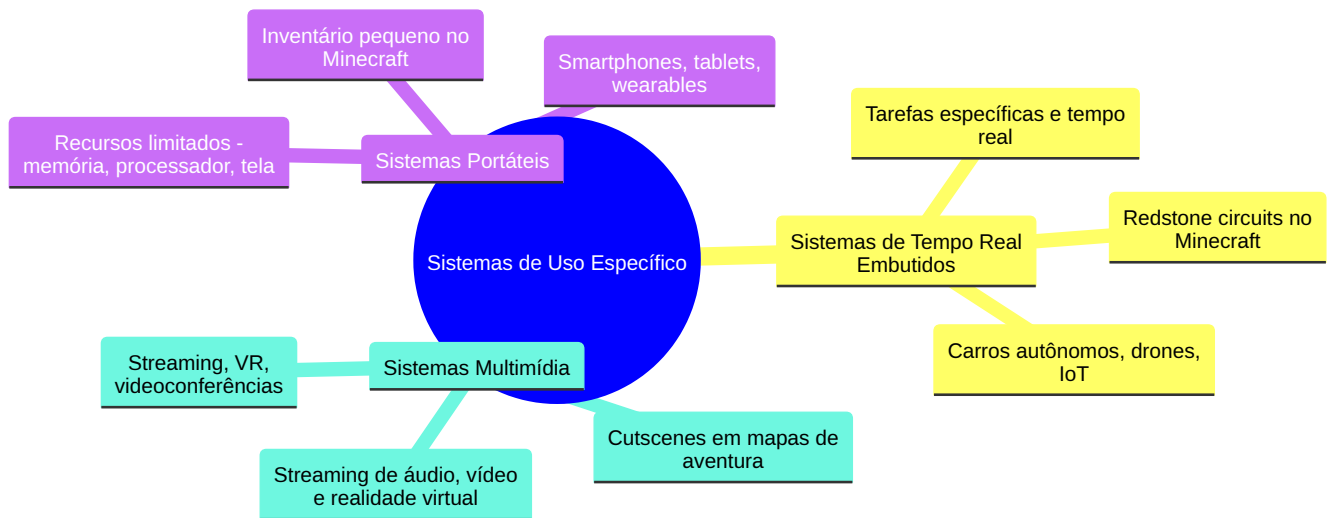 Inventário pequeno no
Minecraft
Smartphones, tablets,
wearables
Recursos limitados -
memória, processador, tela
Sistemas Portáteis
Tarefas específicas e tempo
real
Sistemas de Uso Específico
Sistemas de Tempo Real
Embutidos
Redstone circuits no
Minecraft
Carros autônomos, drones,
IoT
Streaming, VR,
videoconferências
Sistemas Multimídia
Streaming de áudio, vídeo
e realidade virtual
Cutscenes em mapas de
aventura